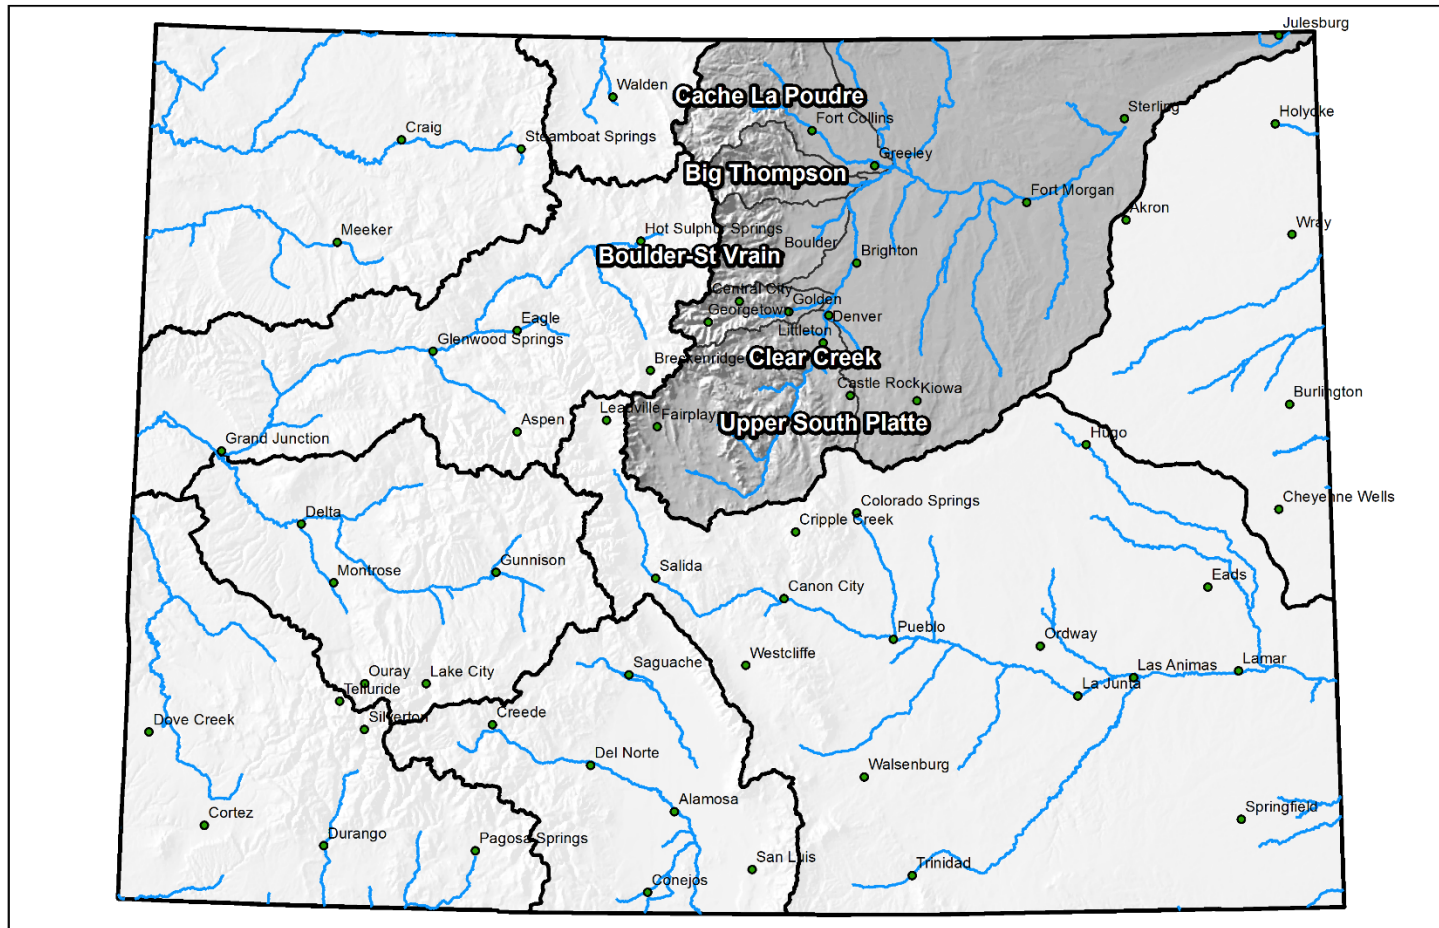 Julesburg
Walden
Cache La Poudre
Sterling
Holyoke
Fort Collins
Craig
Steamboat Springs
Greeley
Big Thompson
Fort Morgan
Akron
Wray
Meeker
Hot Sulphur Springs
Boulder
Brighton
Boulder-St Vrain
Central City
Golden
Georgetown
Denver
Eagle
Littleton
Glenwood Springs
Clear Creek
Breckenridge
Castle Rock
Kiowa
Burlington
Leadville
Aspen
Fairplay
Upper South Platte
Grand Junction
Hugo
Cheyenne Wells
Colorado Springs
Delta
Cripple Creek
Gunnison
Montrose
Salida
Eads
Canon City
Pueblo
Ordway
Westcliffe
Saguache
Las Animas
Lamar
Ouray
Lake City
La Junta
Telluride
Dove Creek
Silverton
Creede
Del Norte
Walsenburg
Alamosa
Springfield
Cortez
Durango
Pagosa Springs
San Luis
Trinidad
Conejos